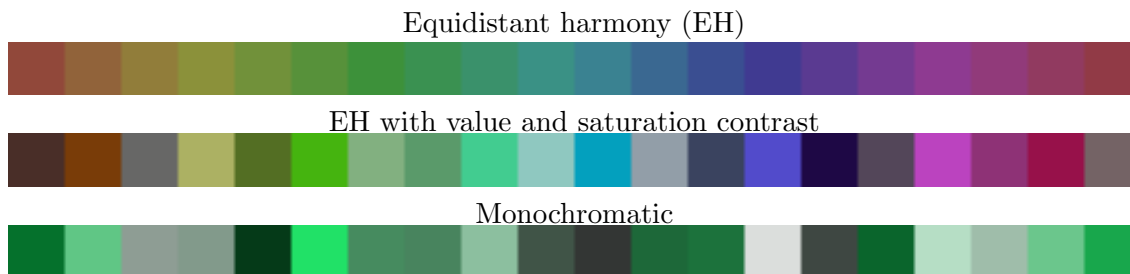 Equidistant harmony (EH)
EH with value and saturation contrast
Monochromatic